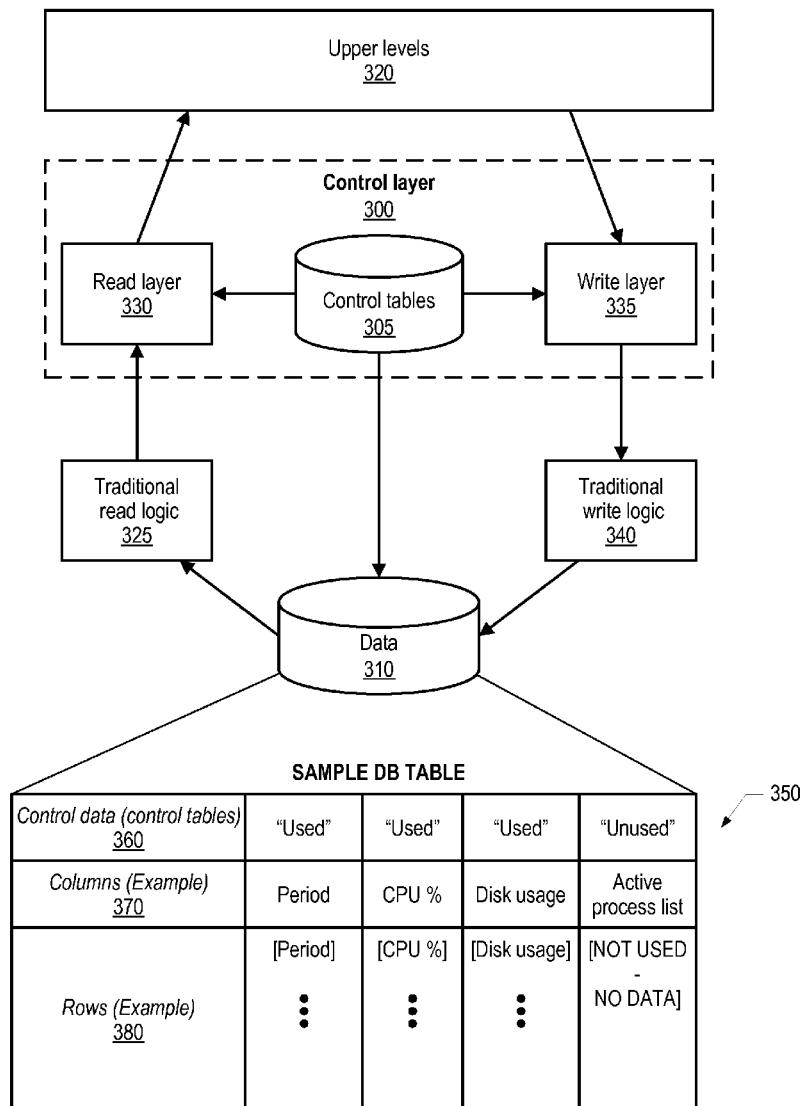 Upper levels
320
Control layer
300
Read layer
330
Control tables
305
Write layer
335
Traditional
read logic
325
Traditional
write logic
340
Data
310
SAMPLE DB TABLE
350
Control data (control tables)
360
“Used”
“Used”
“Used”
“Unused”
Columns (Example)
370
Period
CPU %
Disk usage
Active
process list
Rows (Example)
380
[Period]
[CPU %]
[Disk usage]
[NOT USED
-
NO DATA]